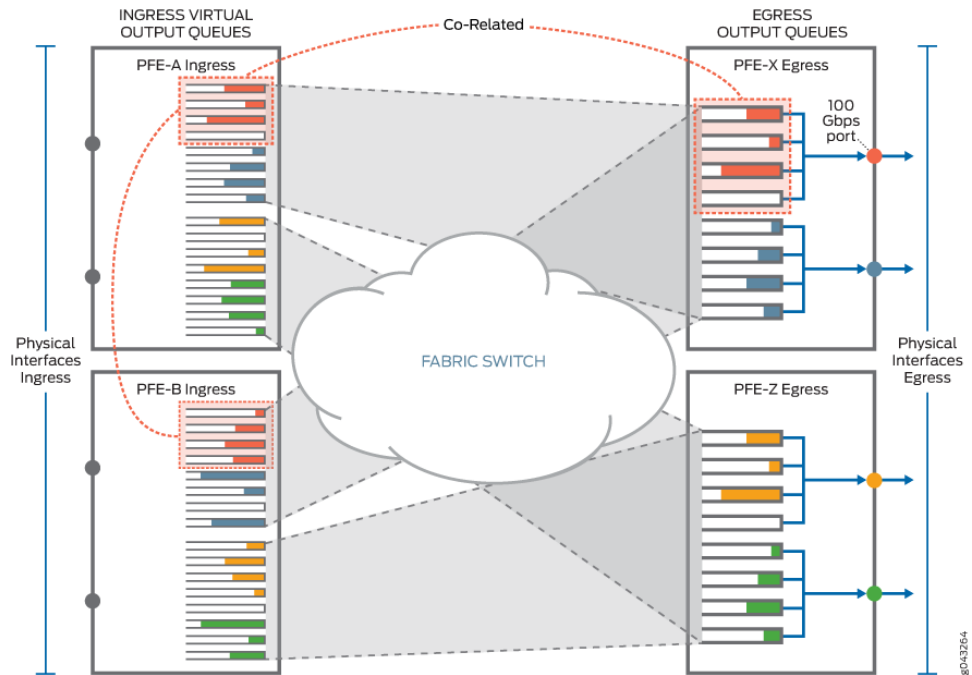 INGRESS VIRTUAL
OUTPUT QUEUES
Co-Related
EGRESS
OUTPUT QUEUES
PFE-A Ingress
PFE-X Egress
100
Gbps
port
Physical
Interfaces
Ingress
FABRIC SWITCH
Physical
Interfaces
Egress
PFE-B Ingress
PFE-Z Egress
g043264